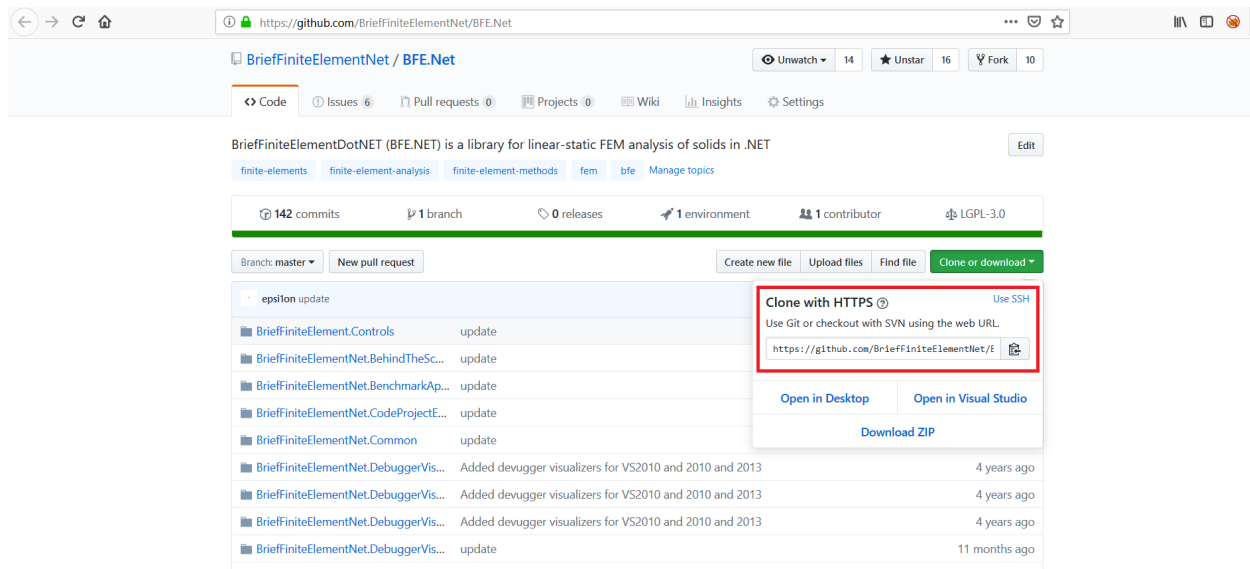 https://github.com/BriefFiniteElementNet/BFE.Net
BriefFiniteElementNet / BFE.Net
Unwatch 14 Unstar 16 Fork 10
Code Issues 6 Pull requests 0 Projects 0 Wiki Insights Settings
BriefFiniteElementDotNET (BFE.NET) is a library for linear-static FEM analysis of solids in .NET
Edit
finite-elements finite-element-analysis finite-element-methods fem bfe Manage topics
142 commits 1 branch 0 releases 1 environment 1 contributor LGPL-3.0
Branch: master New pull request Create new file Upload files Find file Clone or download
epsi1on update
Clone with HTTPS Use SSH
Use Git or checkout with SVN using the web URL.
https://github.com/BriefFiniteElementNet/E
Open in Desktop Open in Visual Studio
Download ZIP
BriefFiniteElement.Controls update
BriefFiniteElementNet.BehindTheSc... update
BriefFiniteElementNet.BenchmarkAp... update
BriefFiniteElementNet.CodeProjectE... update
BriefFiniteElementNet.Common update
BriefFiniteElementNet.DebuggerVis... Added devugger visualizers for VS2010 and 2010 and 2013 4 years ago
BriefFiniteElementNet.DebuggerVis... Added devugger visualizers for VS2010 and 2010 and 2013 4 years ago
BriefFiniteElementNet.DebuggerVis... Added devugger visualizers for VS2010 and 2010 and 2013 4 years ago
BriefFiniteElementNet.DebuggerVis... update 11 months ago